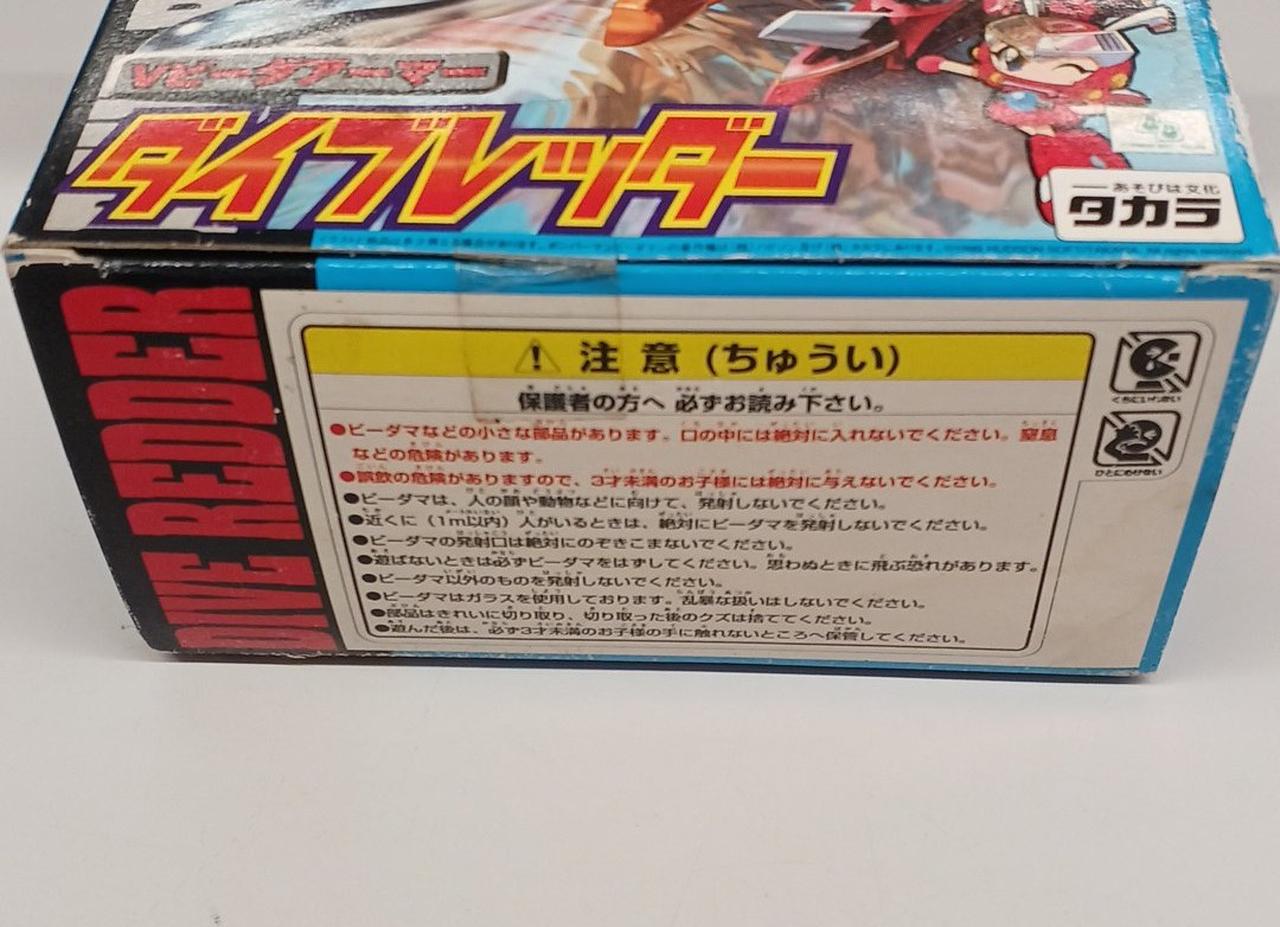 Vビーダアーマー
ダイブレッダー
あそびは文化
タカラ
DIVE REDDER
注意 (ちゅうい)
保護者の方へ 必ずお読み下さい。
●ビーダマなどの小さな部品があります。口の中には絶対に入れないでください。窒息
などの危険があります。
●誤飲の危険がありますので、3才未満のお子様には絶対に与えないでください。
●ビーダマは、人の顔や動物などに向けて、発射しないでください。
●近くに(1m以内)人がいるときは、絶対にビーダマを発射しないでください。
●ビーダマの発射口は絶対にのぞきこまないでください。
●遊ばないときは必ずビーダマをはずしてください。思わぬときに飛ぶ恐れがあります。
●ビーダマ以外のものを発射しないでください。
●ビーダマはガラスを使用しております。乱暴な扱いはしないでください。
●部品はきれいに切り取り、切り取った後のクズは捨ててください。
●遊んだ後は、必ず3才未満のお子様の手に触れないところへ保管してください。
くちにいれない
ひとにむけない